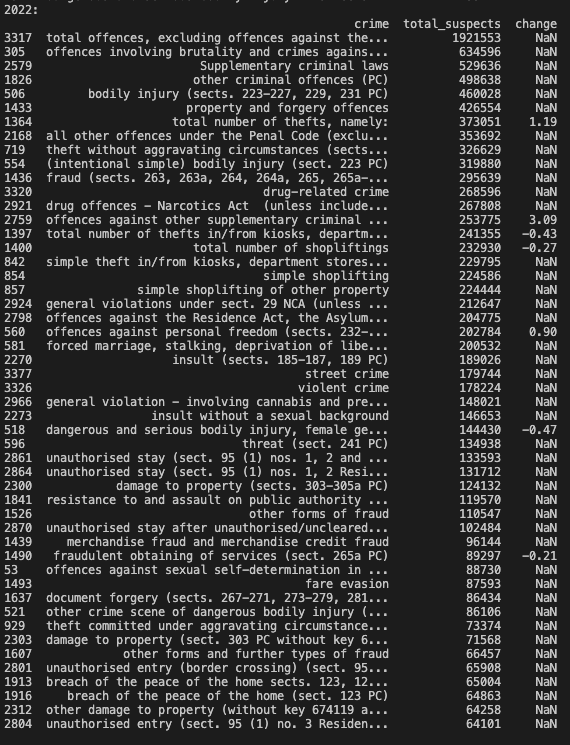 2022:
crime total_suspects change
3317 total offences, excluding offences against the... 1921553 NaN
305 offences involving brutality and crimes agains... 634596 NaN
2579 Supplementary criminal laws 529636 NaN
1826 other criminal offences (PC) 498638 NaN
506 bodily injury (sects. 223-227, 229, 231 PC) 460028 NaN
1433 property and forgery offences 426554 NaN
1364 total number of thefts, namely: 373051 1.19
2168 all other offences under the Penal Code (exclu... 353692 NaN
719 theft without aggravating circumstances (sects... 326629 NaN
554 (intentional simple) bodily injury (sect. 223 PC) 319880 NaN
1436 fraud (sects. 263, 263a, 264, 264a, 265, 265a-... 295639 NaN
3320 drug-related crime 268596 NaN
2921 drug offences - Narcotics Act (unless include... 267808 NaN
2759 offences against other supplementary criminal ... 253775 3.09
1397 total number of thefts in/from kiosks, departm... 241355 -0.43
1400 total number of shopliftings 232930 -0.27
842 simple theft in/from kiosks, department stores... 229795 NaN
854 simple shoplifting 224586 NaN
857 simple shoplifting of other property 224444 NaN
2924 general violations under sect. 29 NCA (unless ... 212647 NaN
2798 offences against the Residence Act, the Asylum... 204775 NaN
560 offences against personal freedom (sects. 232-... 202784 0.90
581 forced marriage, stalking, deprivation of libe... 200532 NaN
2270 insult (sects. 185-187, 189 PC) 189026 NaN
3377 street crime 179744 NaN
3326 violent crime 178224 NaN
2966 general violation - involving cannabis and pre... 148021 NaN
2273 insult without a sexual background 146653 NaN
518 dangerous and serious bodily injury, female ge... 144430 -0.47
596 threat (sect. 241 PC) 134938 NaN
2861 unauthorised stay (sect. 95 (1) nos. 1, 2 and ... 133593 NaN
2864 unauthorised stay (sect. 95 (1) nos. 1, 2 Resi... 131712 NaN
2300 damage to property (sects. 303-305a PC) 124132 NaN
1841 resistance to and assault on public authority ... 119570 NaN
1526 other forms of fraud 110547 NaN
2870 unauthorised stay after unauthorised/uncleared... 102484 NaN
1439 merchandise fraud and merchandise credit fraud 96144 NaN
1490 fraudulent obtaining of services (sect. 265a PC) 89297 -0.21
53 offences against sexual self-determination in ... 88730 NaN
1493 fare evasion 87593 NaN
1637 document forgery (sects. 267-271, 273-279, 281... 86434 NaN
521 other crime scene of dangerous bodily injury (... 86106 NaN
929 theft committed under aggravating circumstance... 73374 NaN
2303 damage to property (sect. 303 PC without key 6... 71568 NaN
1607 other forms and further types of fraud 66457 NaN
2801 unauthorised entry (border crossing) (sect. 95... 65908 NaN
1913 breach of the peace of the home sects. 123, 12... 65004 NaN
1916 breach of the peace of the home (sect. 123 PC) 64863 NaN
2312 other damage to property (without key 674119 a... 64258 NaN
2804 unauthorised entry (sect. 95 (1) no. 3 Residen... 64101 NaN